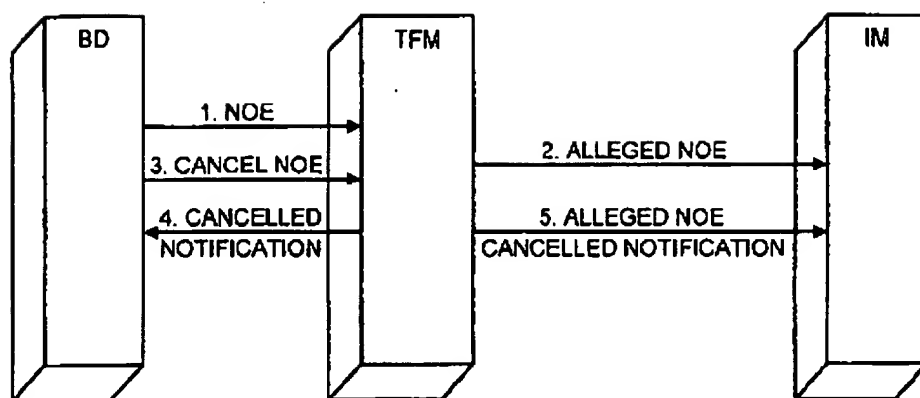 BD
TFM
IM
1. NOE
2. ALLEGED NOE
3. CANCEL NOE
4. CANCELLED
NOTIFICATION
5. ALLEGED NOE
CANCELLED NOTIFICATION